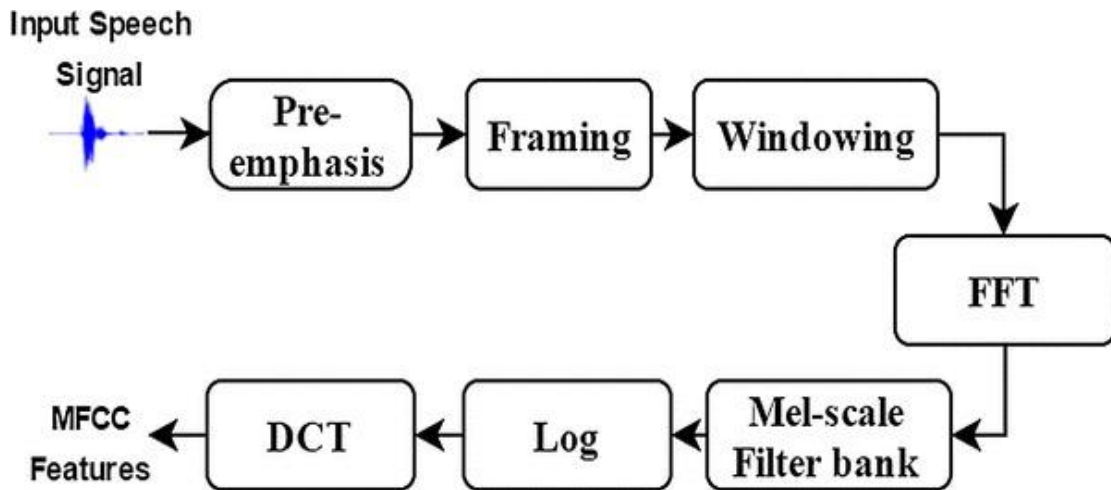 Input Speech
Signal
Pre-
emphasis
Framing
Windowing
FFT
Mel-scale
Filter bank
Log
DCT
MFCC
Features